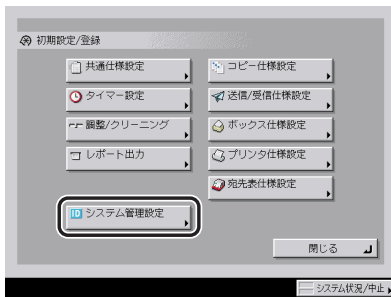 初期設定/登録
共通仕様設定
コピー仕様設定
タイマー設定
送信/受信仕様設定
調整/クリーニング
ボックス仕様設定
レポート出力
プリンタ仕様設定
宛先表仕様設定
ID システム管理設定
閉じる
システム状況/中止